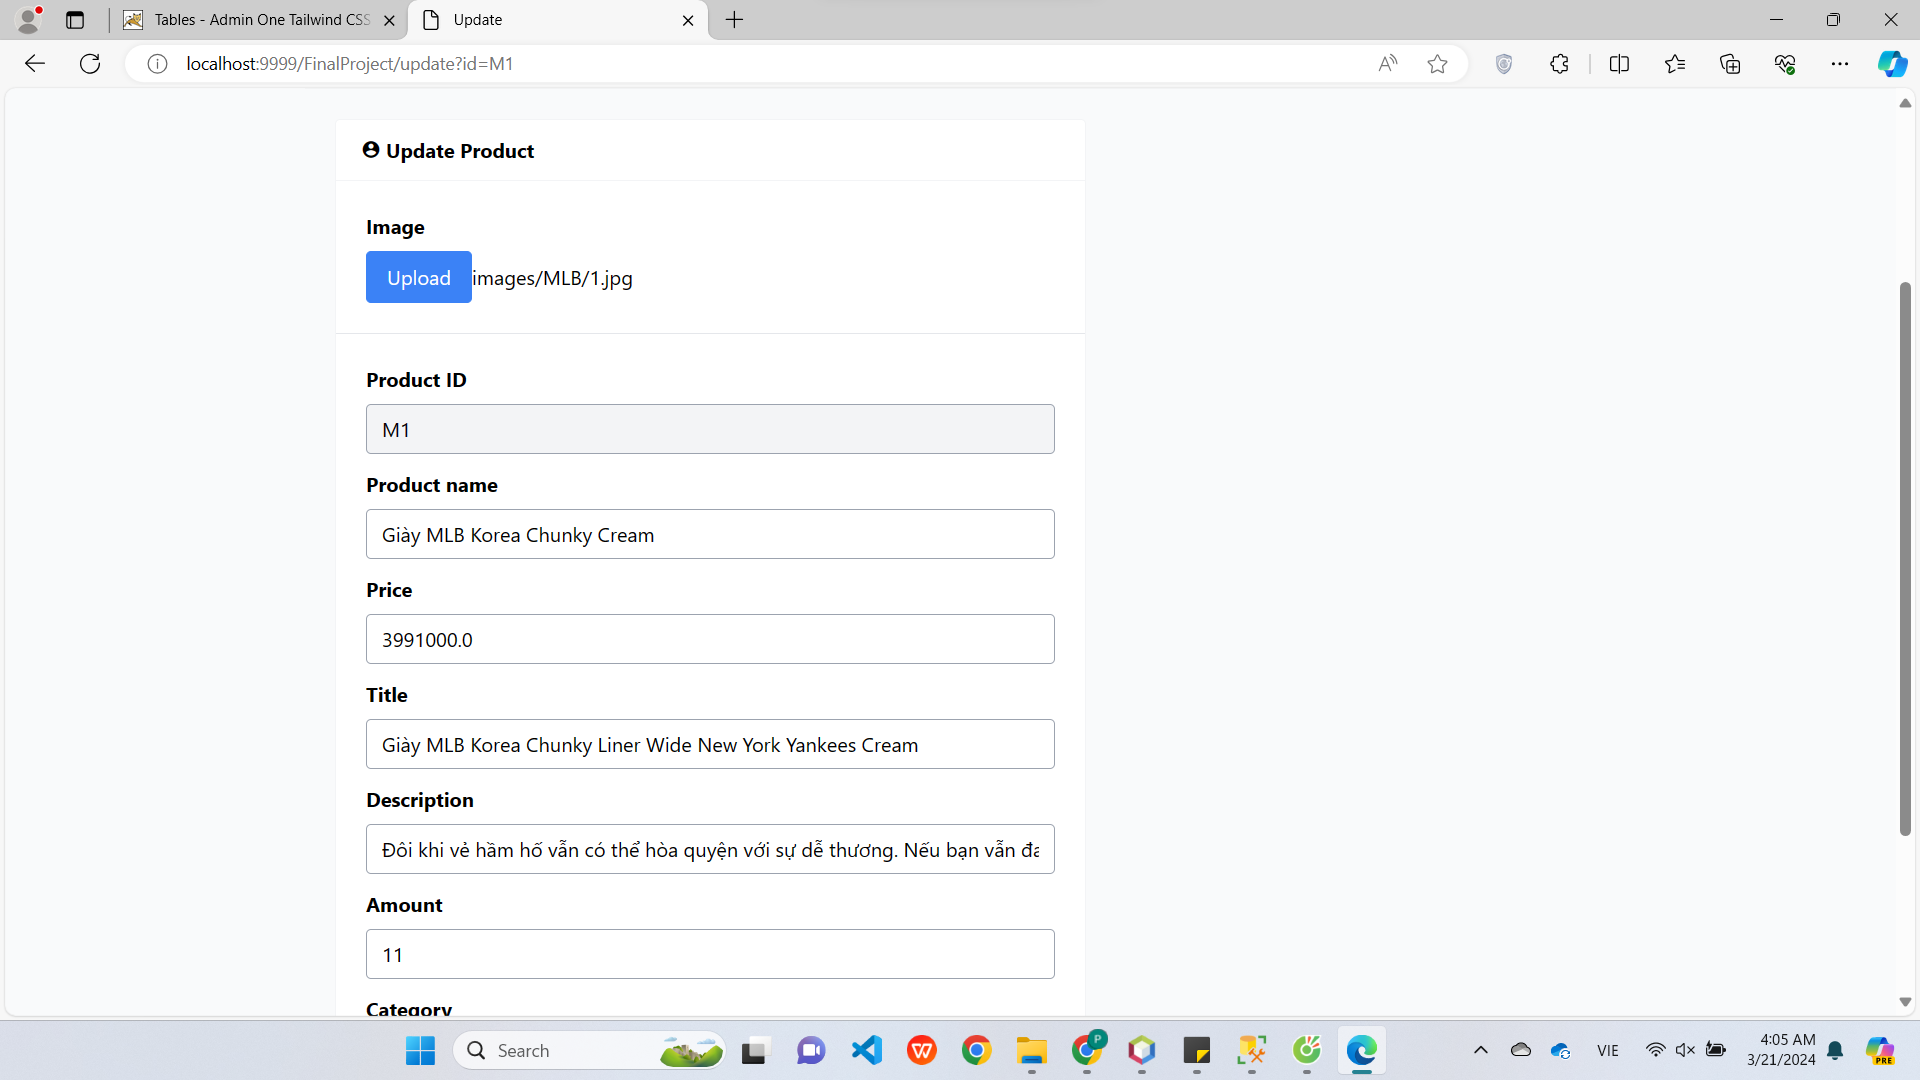 Tables - Admin One Tailwind CSS
Update
localhost:9999/FinalProject/update?id=M1
Update Product
Image
Upload images/MLB/1.jpg
Product ID
M1
Product name
Giày MLB Korea Chunky Cream
Price
3991000.0
Title
Giày MLB Korea Chunky Liner Wide New York Yankees Cream
Description
Đôi khi vẻ hầm hố vẫn có thể hòa quyện với sự dễ thương. Nếu bạn vẫn đa
Amount
11
Category
Search
P
VIE
4:05 AM
3/21/2024
PRE